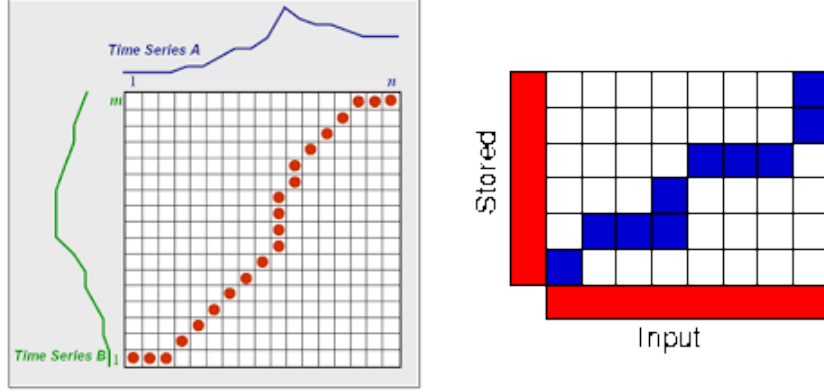 Time Series A
1 n
m
Time Series B 1
Stored
Input